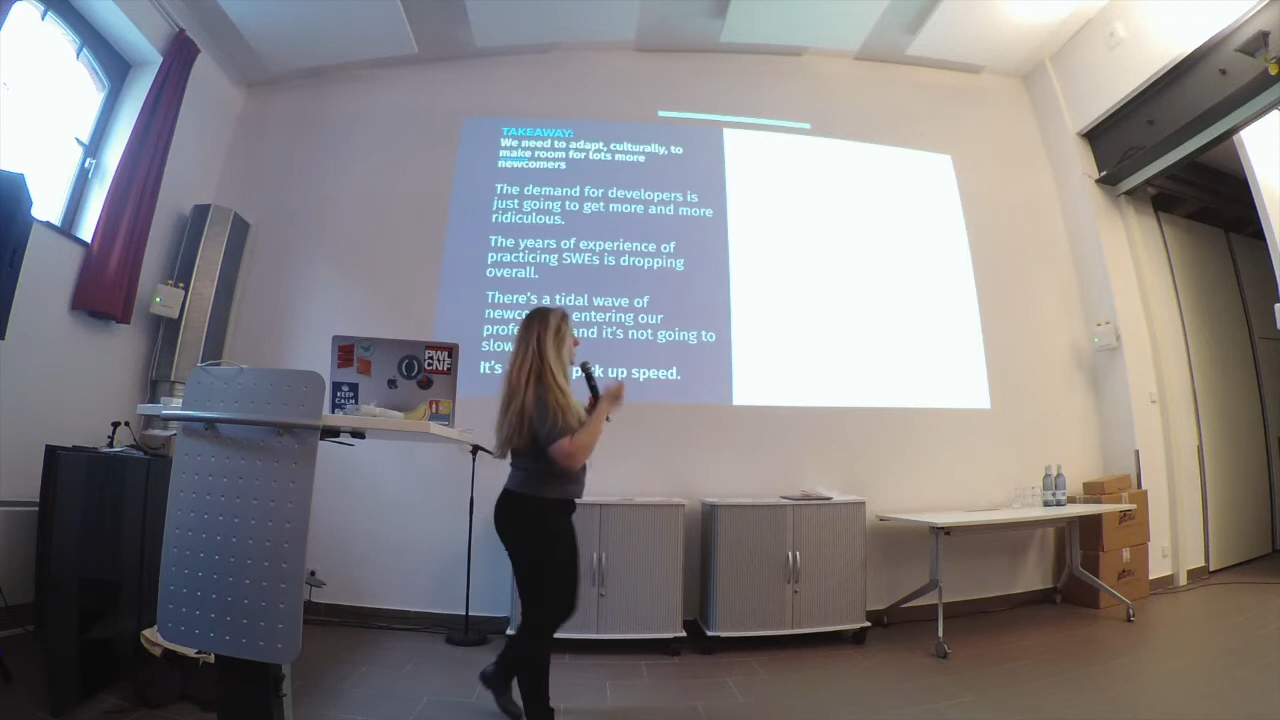 TAKEAWAY:
We need to adapt, culturally, to
make room for lots more
newcomers
The demand for developers is
just going to get more and more
ridiculous.
The years of experience of
practicing SWEs is dropping
overall.
There's a tidal wave of
entering our
and it's not going to
It's up speed.
PWL
CNF
KEEP
CALM